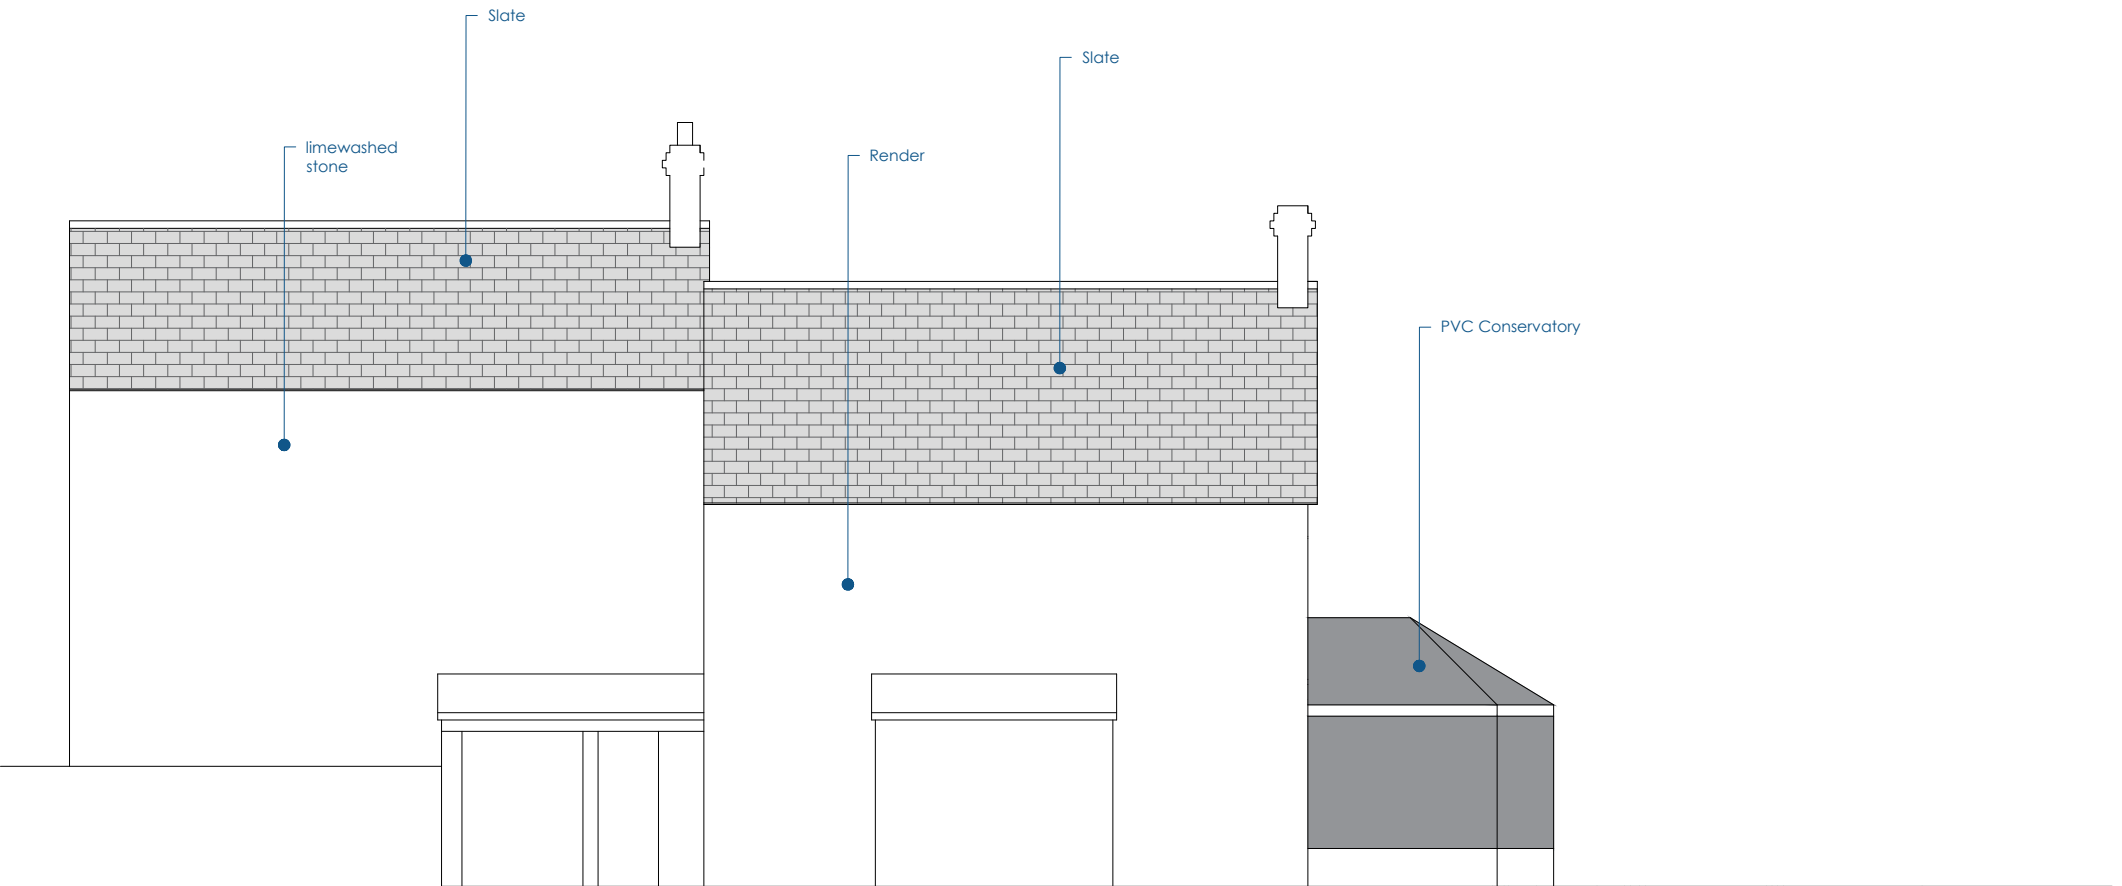 Slate
Slate
limewashed
stone
Render
PVC Conservatory